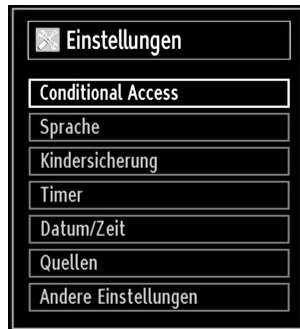 Einstellungen
Conditional Access
Sprache
Kindersicherung
Timer
Datum/Zeit
Quellen
Andere Einstellungen